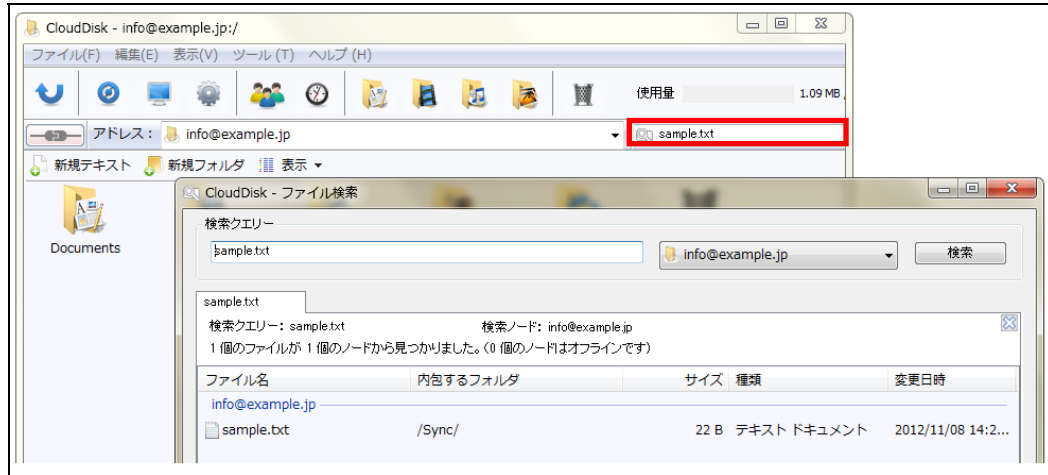 CloudDisk - info@example.jp:/
ファイル(F) 編集(E) 表示(V) ツール(T) ヘルプ(H)
使用量 1.09 MB
アドレス： info@example.jp sample.txt
新規テキスト 新規フォルダ 表示
Documents
CloudDisk - ファイル検索
検索クエリー
sample.txt info@example.jp 検索
sample.txt
検索クエリー： sample.txt 検索ノード： info@example.jp
1 個のファイルが 1 個のノードから見つかりました。(0 個のノードはオフラインです)
ファイル名 内包するフォルダ サイズ 種類 変更日時
info@example.jp
sample.txt /Sync/ 22 B テキスト ドキュメント 2012/11/08 14:2...